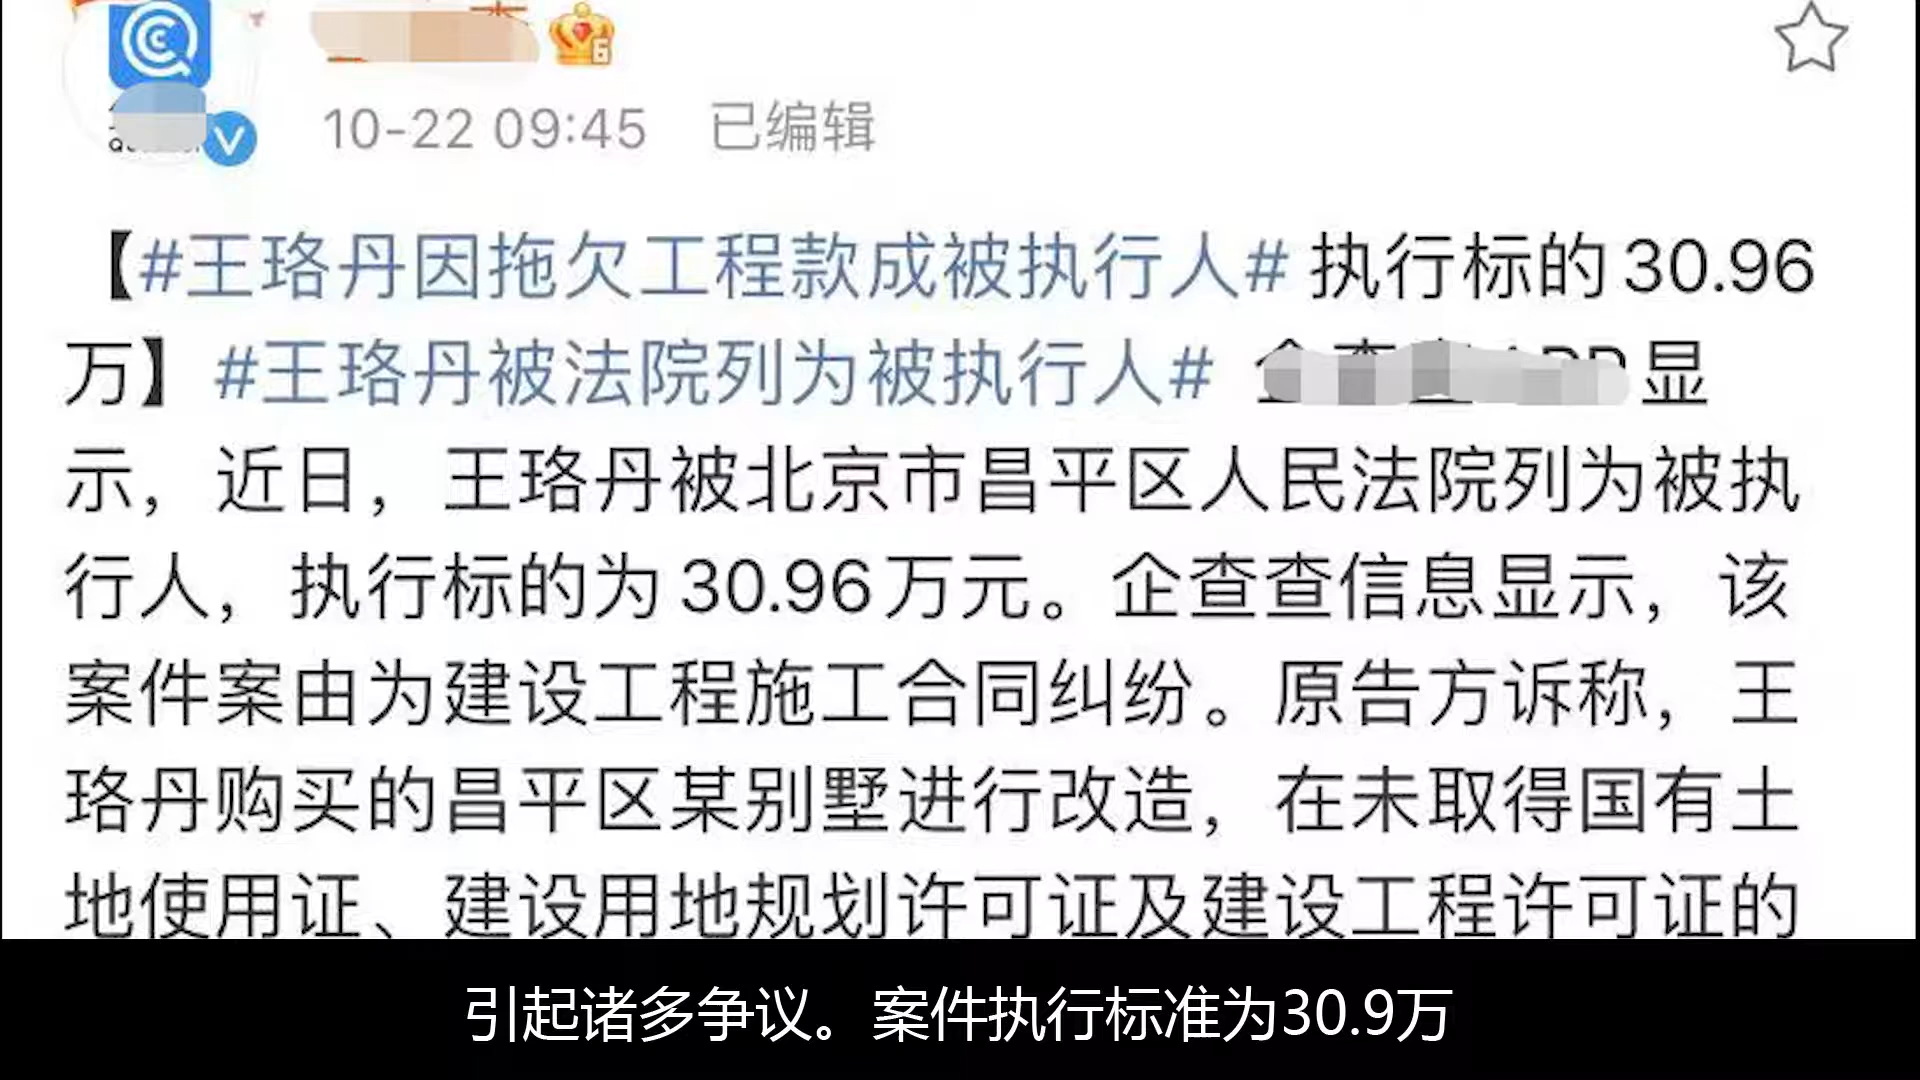 10-22 09:45 已编辑
【#王珞丹因拖欠工程款成被执行人# 执行标的30.96
万】#王珞丹被法院列为被执行人# 显
示，近日，王珞丹被北京市昌平区人民法院列为被执
行人，执行标的为30.96万元。企查查信息显示，该
案件案由为建设工程施工合同纠纷。原告方诉称，王
珞丹购买的昌平区某别墅进行改造，在未取得国有土
地使用证、建设用地规划许可证及建设工程许可证的
引起诸多争议。案件执行标准为30.9万